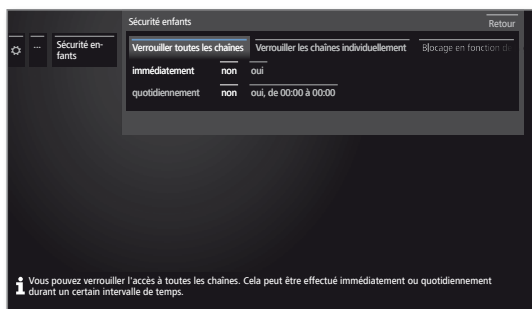 Sécurité enfants
Retour
... Sécurité en-
fants
Verrouiller toutes les chaînes Verrouiller les chaînes individuellement Blocage en fonction de
immédiatement non oui
quotidiennement non oui, de 00:00 à 00:00
Vous pouvez verrouiller l'accès à toutes les chaînes. Cela peut être effectué immédiatement ou quotidiennement
durant un certain intervalle de temps.